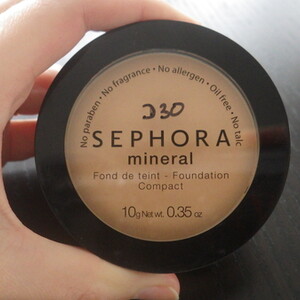 No paraben • No fragrance • No allergen • Oil free • No talc
D30
SEPHORA
mineral
Fond de teint - Foundation
Compact
10g Net wt. 0.35 oz